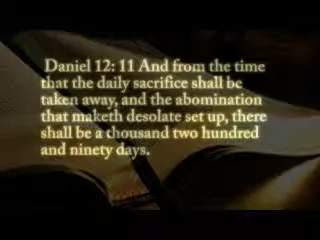 Daniel 12: 11 And from the time
that the daily sacrifice shall be
taken away, and the abomination
that maketh desolate set up, there
shall be a thousand two hundred
and ninety days.